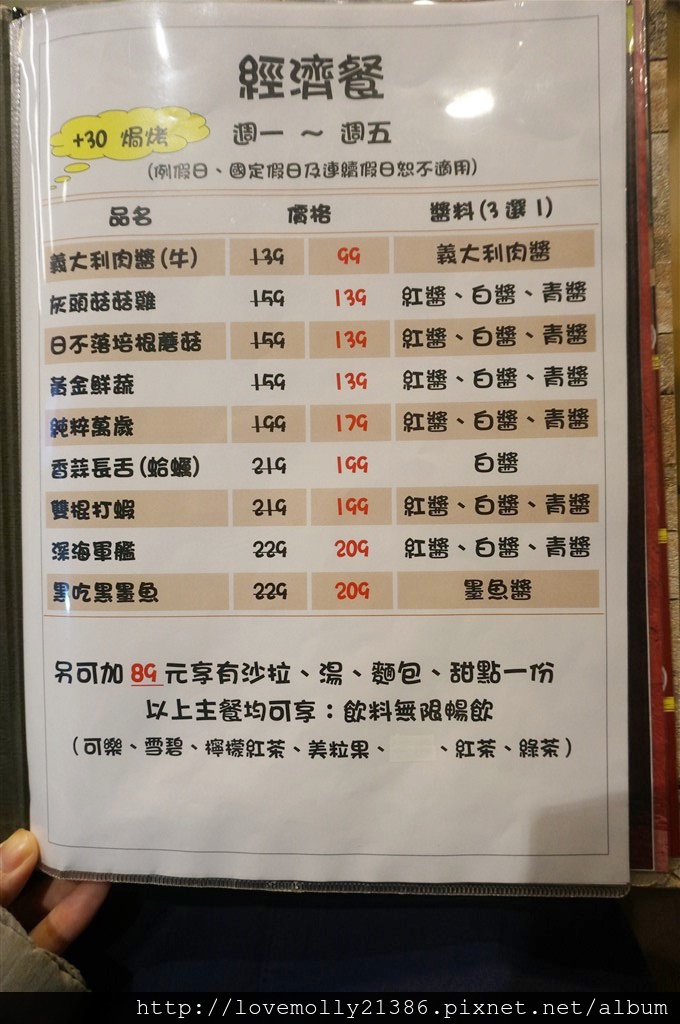 經濟餐
+30 焗烤
週一 ~ 週五
(例假日、國定假日及連續假日恕不適用)
品名 價格 醬料(3選1)
義大利肉醬(牛) 139 99 義大利肉醬
灰頭菇菇雞 159 139 紅醬、白醬、青醬
日不落培根蘑菇 159 139 紅醬、白醬、青醬
黃金鮮蔬 159 139 紅醬、白醬、青醬
純粹萬歲 199 179 紅醬、白醬、青醬
香蒜長舌(蛤蠣) 219 199 白醬
雙棍打蝦 219 199 紅醬、白醬、青醬
深海軍艦 229 209 紅醬、白醬、青醬
黑吃黑墨魚 229 209 墨魚醬
另可加 89 元享有沙拉、湯、麵包、甜點一份
以上主餐均可享：飲料無限暢飲
(可樂、雪碧、檸檬紅茶、美粒果、 、紅茶、綠茶)
http://lovemolly21386.pixnet.net/album